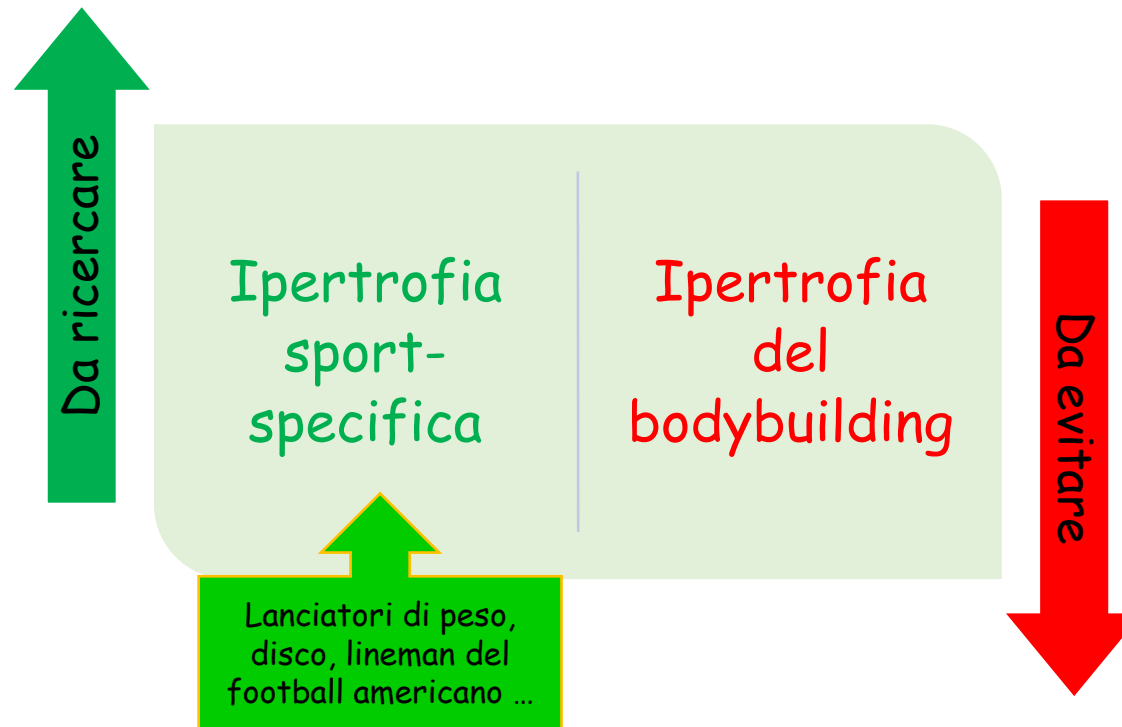 Da ricercare
Ipertrofia
sport-
specifica
Ipertrofia
del
bodybuilding
Da evitare
Lanciatori di peso,
disco, lineman del
football americano …